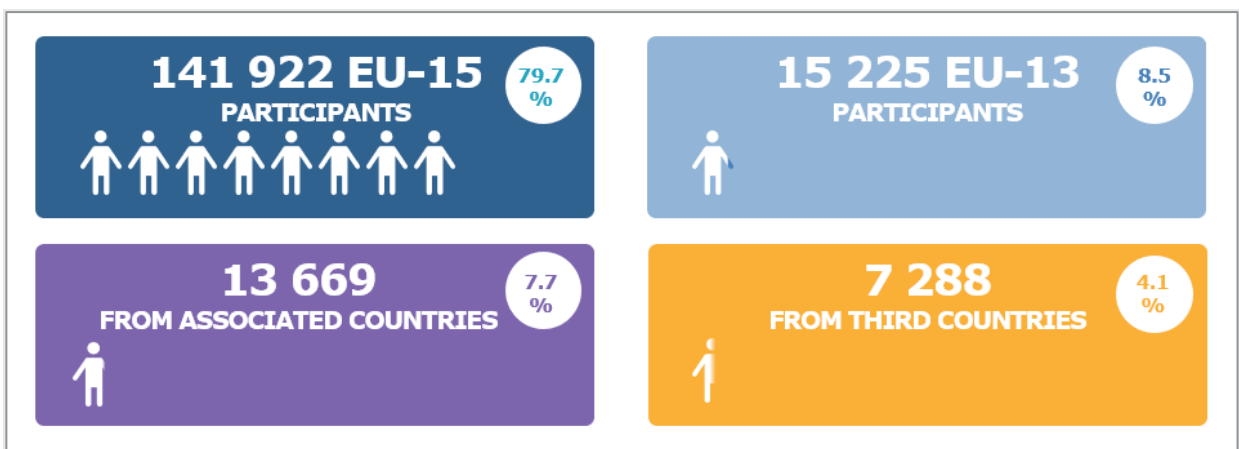 141 922 EU-15
PARTICIPANTS
79.7
%
15 225 EU-13
PARTICIPANTS
8.5
%
13 669
FROM ASSOCIATED COUNTRIES
7.7
%
7 288
FROM THIRD COUNTRIES
4.1
%